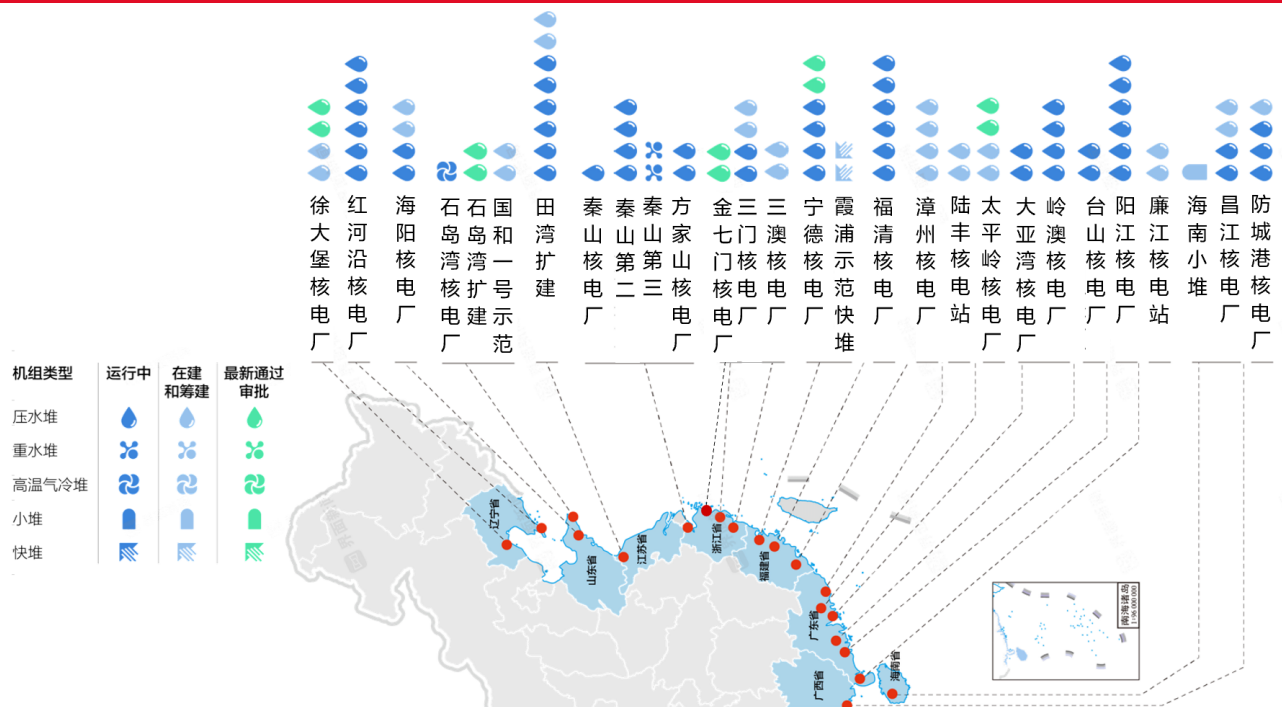 徐大堡核电厂
红河沿核电厂
海阳核电厂
石岛湾核电厂
石岛湾扩建
国和一号示范
田湾扩建
秦山核电厂
秦山第二
秦山第三
方家山核电厂
金七门核电厂
三门核电厂
三澳核电厂
宁德核电厂
霞浦示范快堆
福清核电厂
漳州核电厂
陆丰核电站
太平岭核电厂
大亚湾核电厂
岭澳核电厂
台山核电厂
阳江核电厂
廉江核电站
海南小堆
昌江核电厂
防城港核电厂
机组类型
运行中
在建
和筹建
最新通过
审批
压水堆
重水堆
高温气冷堆
小堆
快堆
辽宁省
山东省
江苏省
浙江省
福建省
广东省
广西省
海南省
南海诸岛
1:96 000 000